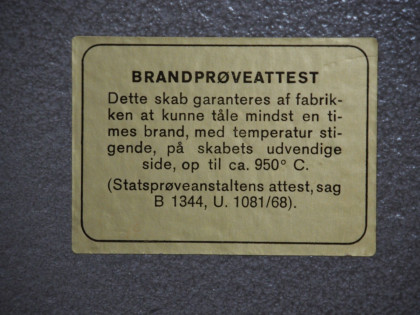 BRANDPRØVEATTEST
Dette skab garanteres af fabrik-
ken at kunne tåle mindst en ti-
mes brand, med temperatur sti-
gende, på skabets udvendige
side, op til ca. 950° C.
(Statsprøveanstaltens attest, sag
B 1344, U. 1081/68).